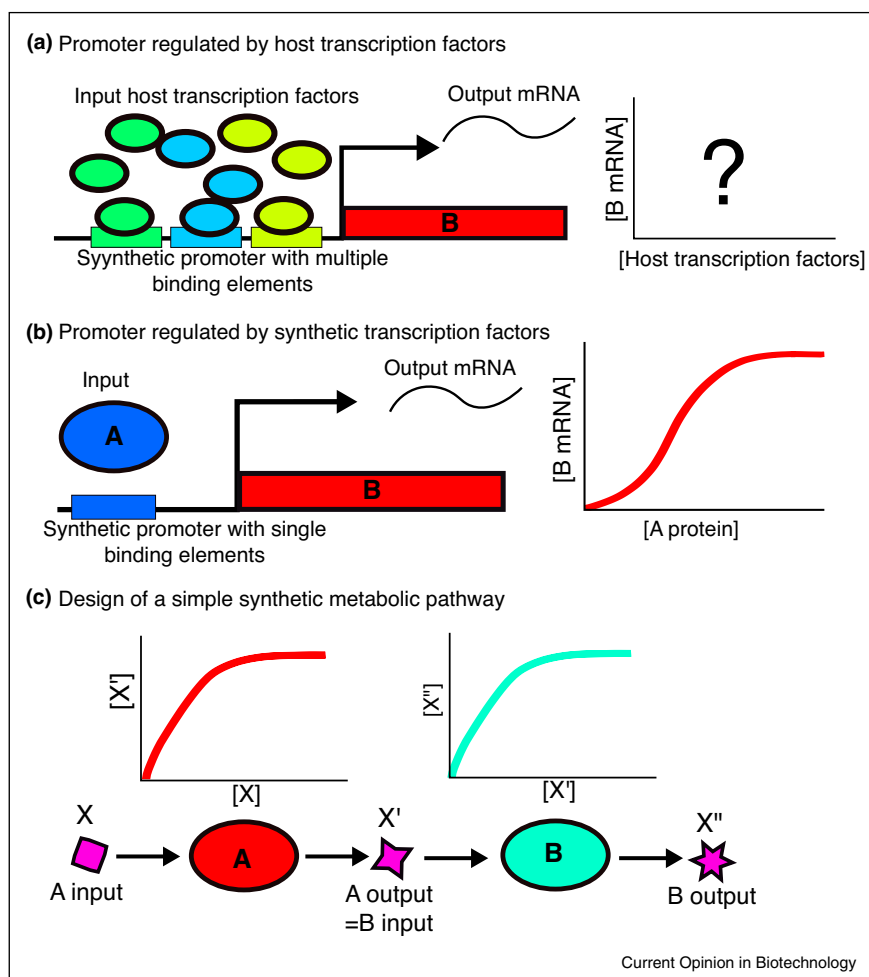 (a) Promoter regulated by host transcription factors
Input host transcription factors
Output mRNA
B
Syynthetic promoter with multiple
binding elements
[B mRNA]
?
[Host transcription factors]
(b) Promoter regulated by synthetic transcription factors
Input
A
Output mRNA
B
Synthetic promoter with single
binding elements
[B mRNA]
[A protein]
(c) Design of a simple synthetic metabolic pathway
[X']
[X]
[X"]
[X']
X
A input
A
X'
A output
=B input
B
X"
B output
Current Opinion in Biotechnology